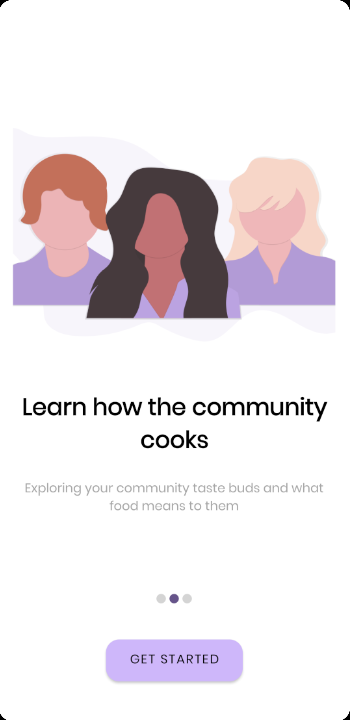 Learn how the community
cooks
Exploring your community taste buds and what
food means to them
GET STARTED